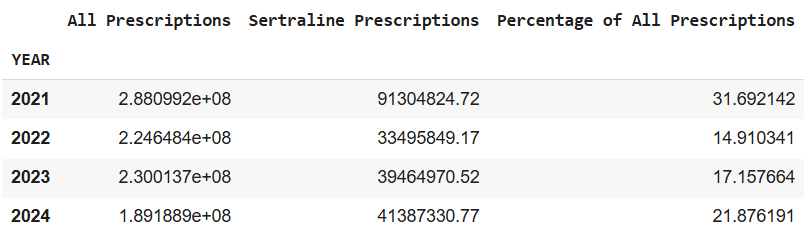 All Prescriptions Sertraline Prescriptions Percentage of All Prescriptions
YEAR
2021 2.880992e+08 91304824.72 31.692142
2022 2.246484e+08 33495849.17 14.910341
2023 2.300137e+08 39464970.52 17.157664
2024 1.891889e+08 41387330.77 21.876191